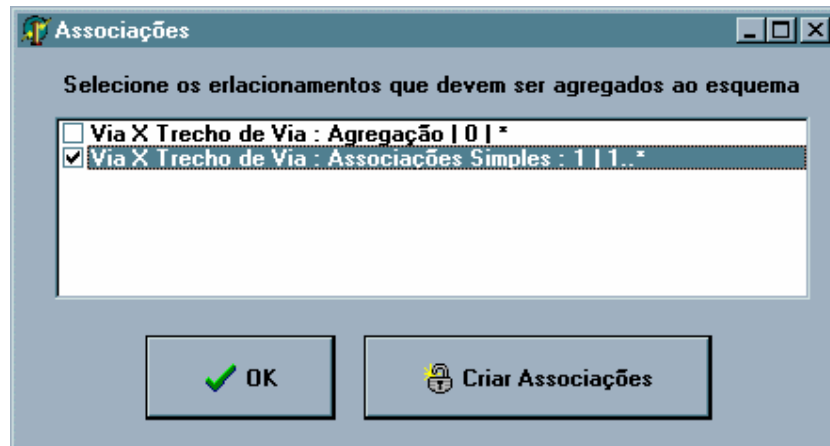 Associações
Selecione os erlacionamentos que devem ser agregados ao esquema
Via X Trecho de Via : Agregação | 0 | *
Via X Trecho de Via : Associações Simples : 1 | 1..*
OK
Criar Associações